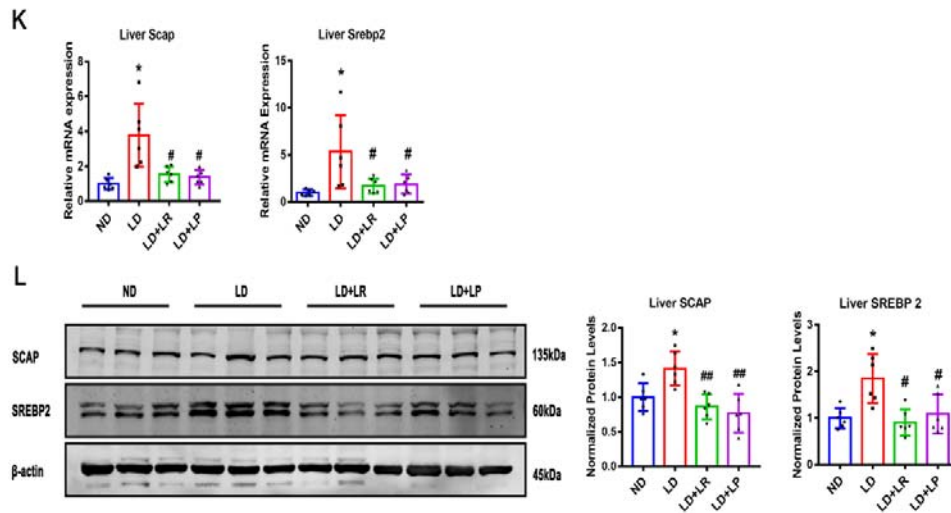 K
Liver Scap
Relative mRNA expression
8
6
4
2
0
*
#
#
ND
LD
LD+LR
LD+LP
Liver Srebp2
Relative mRNA Expression
15
10
5
0
*
#
#
ND
LD
LD+LR
LD+LP
L
ND
LD
LD+LR
LD+LP
SCAP
135kDa
SREBP2
60kDa
β-actin
45kDa
Liver SCAP
Normalized Protein Levels
2.0
1.5
1.0
0.5
0.0
*
##
##
ND
LD
LD+LR
LD+LP
Liver SREBP 2
Normalized Protein Levels
3
2
1
0
*
#
#
ND
LD
LD+LR
LD+LP